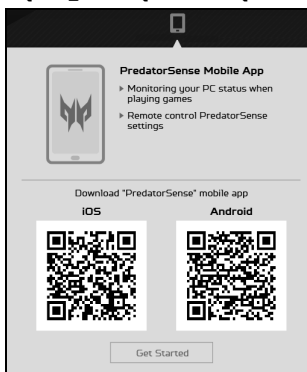 PredatorSense Mobile App
Monitoring your PC status when
playing games
Remote control PredatorSense
settings
Download "PredatorSense" mobile app
iOS
Android
Get Started